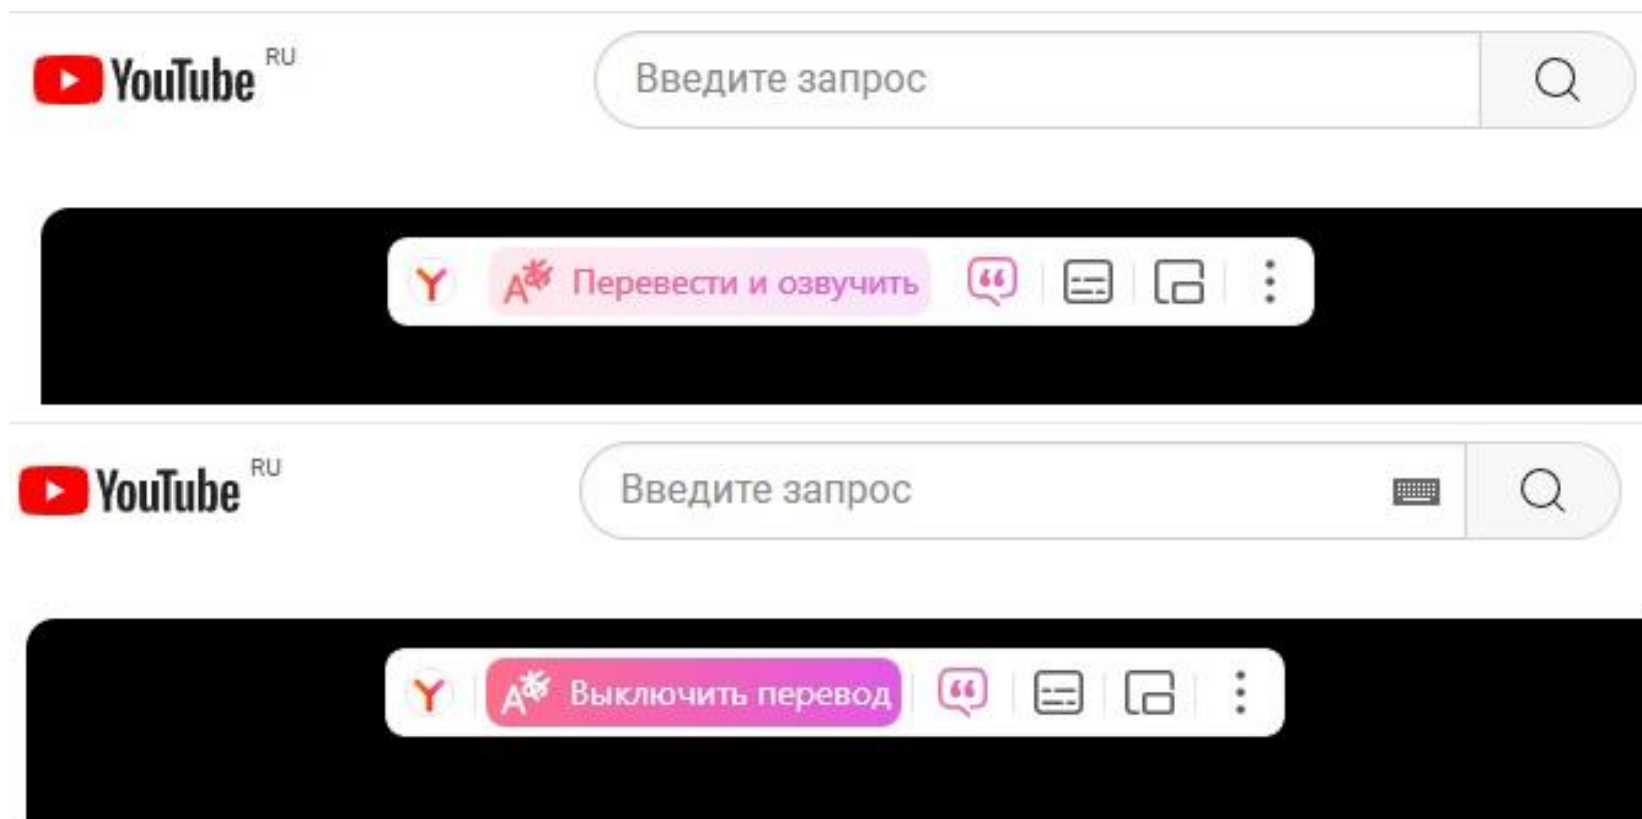 YouTube RU
Введите запрос
Y Перевести и озвучить
YouTube RU
Введите запрос
Y Выключить перевод